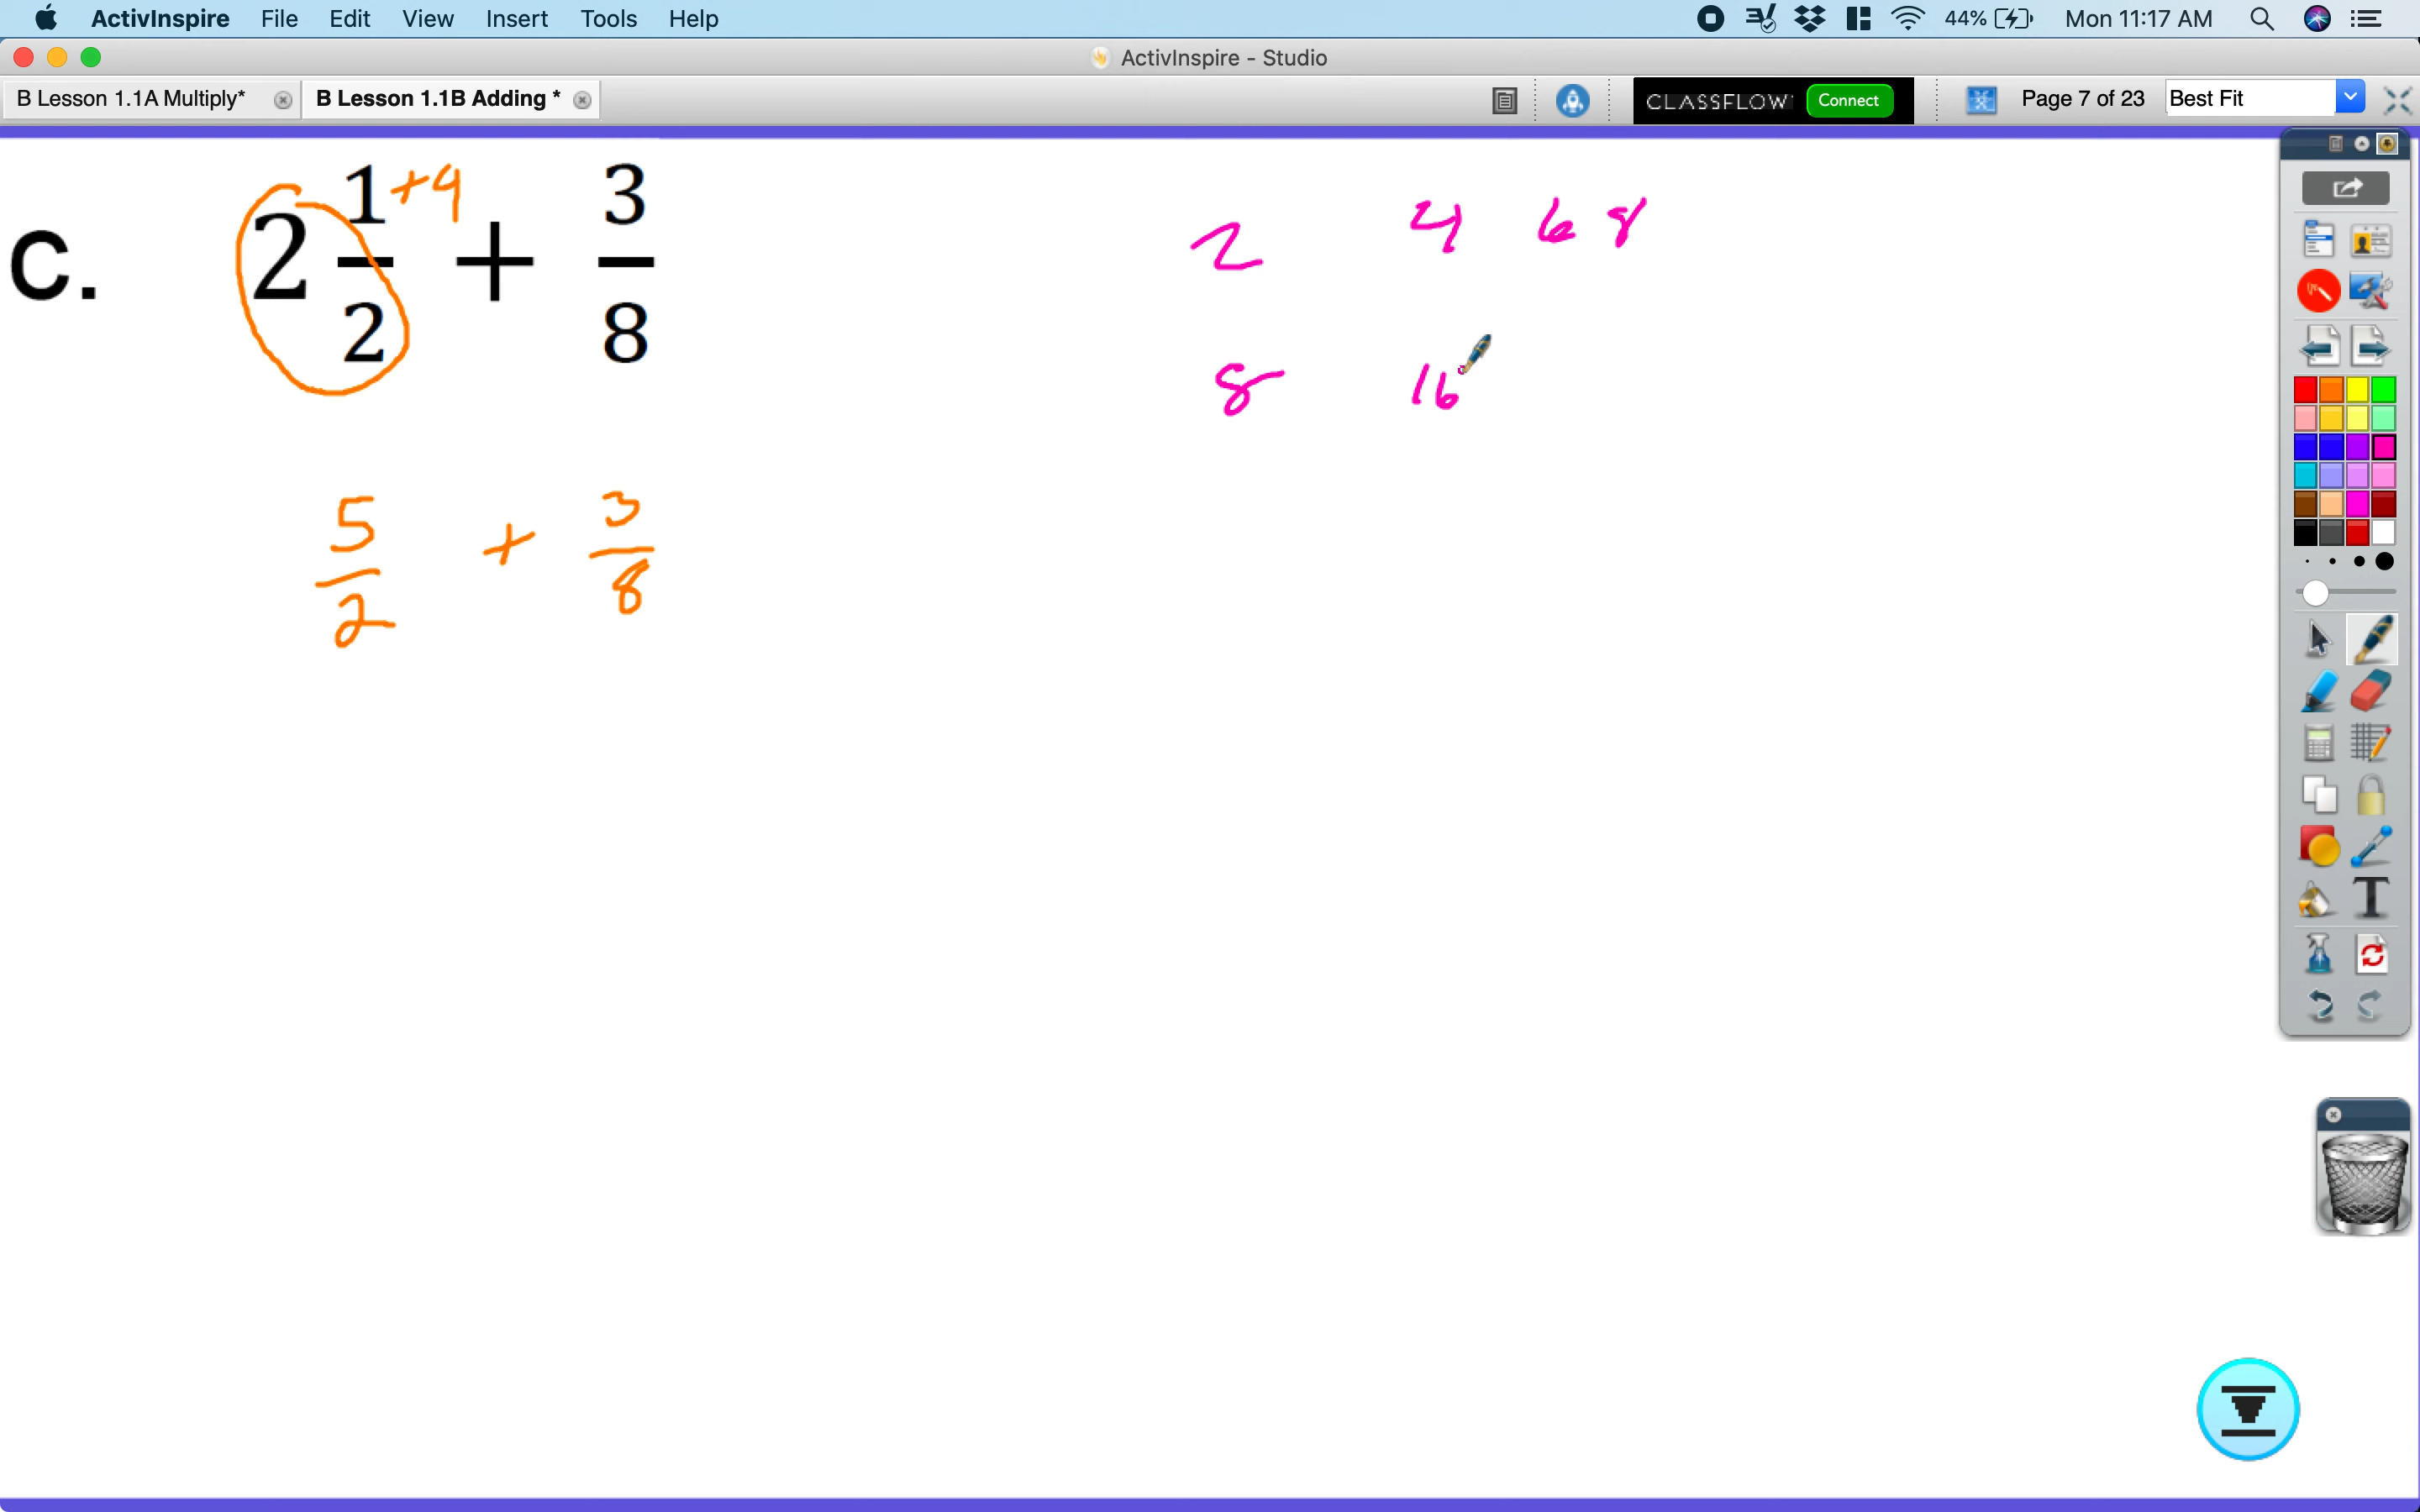 ActivInspire File Edit View Insert Tools Help 44% Mon 11:17 AM
ActivInspire - Studio
B Lesson 1.1A Multiply* B Lesson 1.1B Adding * CLASSFLOW Connect Page 7 of 23 Best Fit
c. 2 1/2 +4 + 3/8
2 4 6 8
8 16
5/2 + 3/8
T